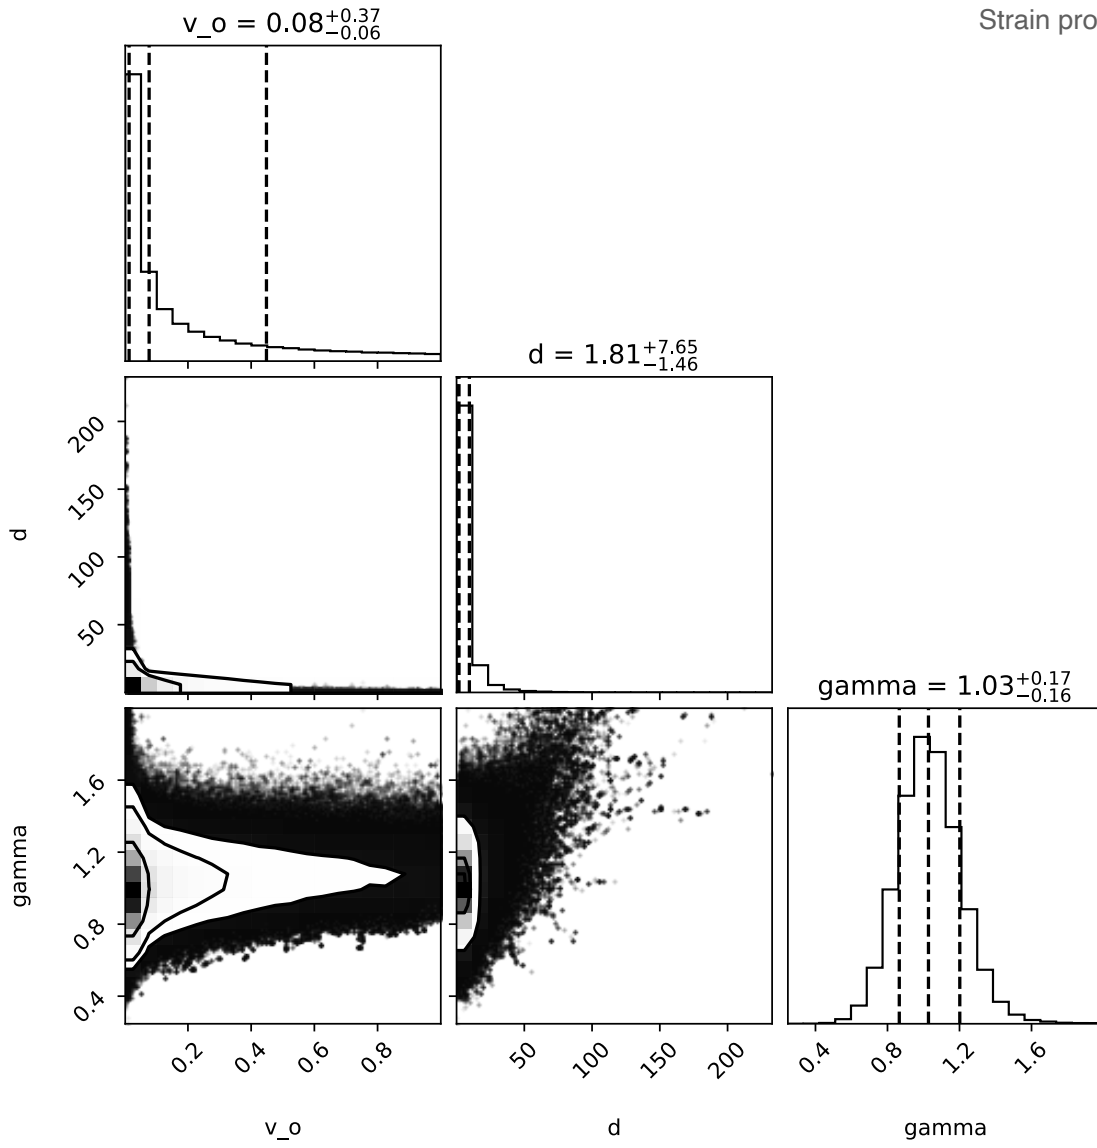 Strain pro
v_o = 0.08 +0.37 −0.06
d = 1.81 +7.65 −1.46
200
150
100
50
d
gamma = 1.03 +0.17 −0.16
1.6
1.2
0.8
0.4
gamma
0.2 0.4 0.6 0.8
50 100 150 200
0.4 0.8 1.2 1.6
v_o
d
gamma